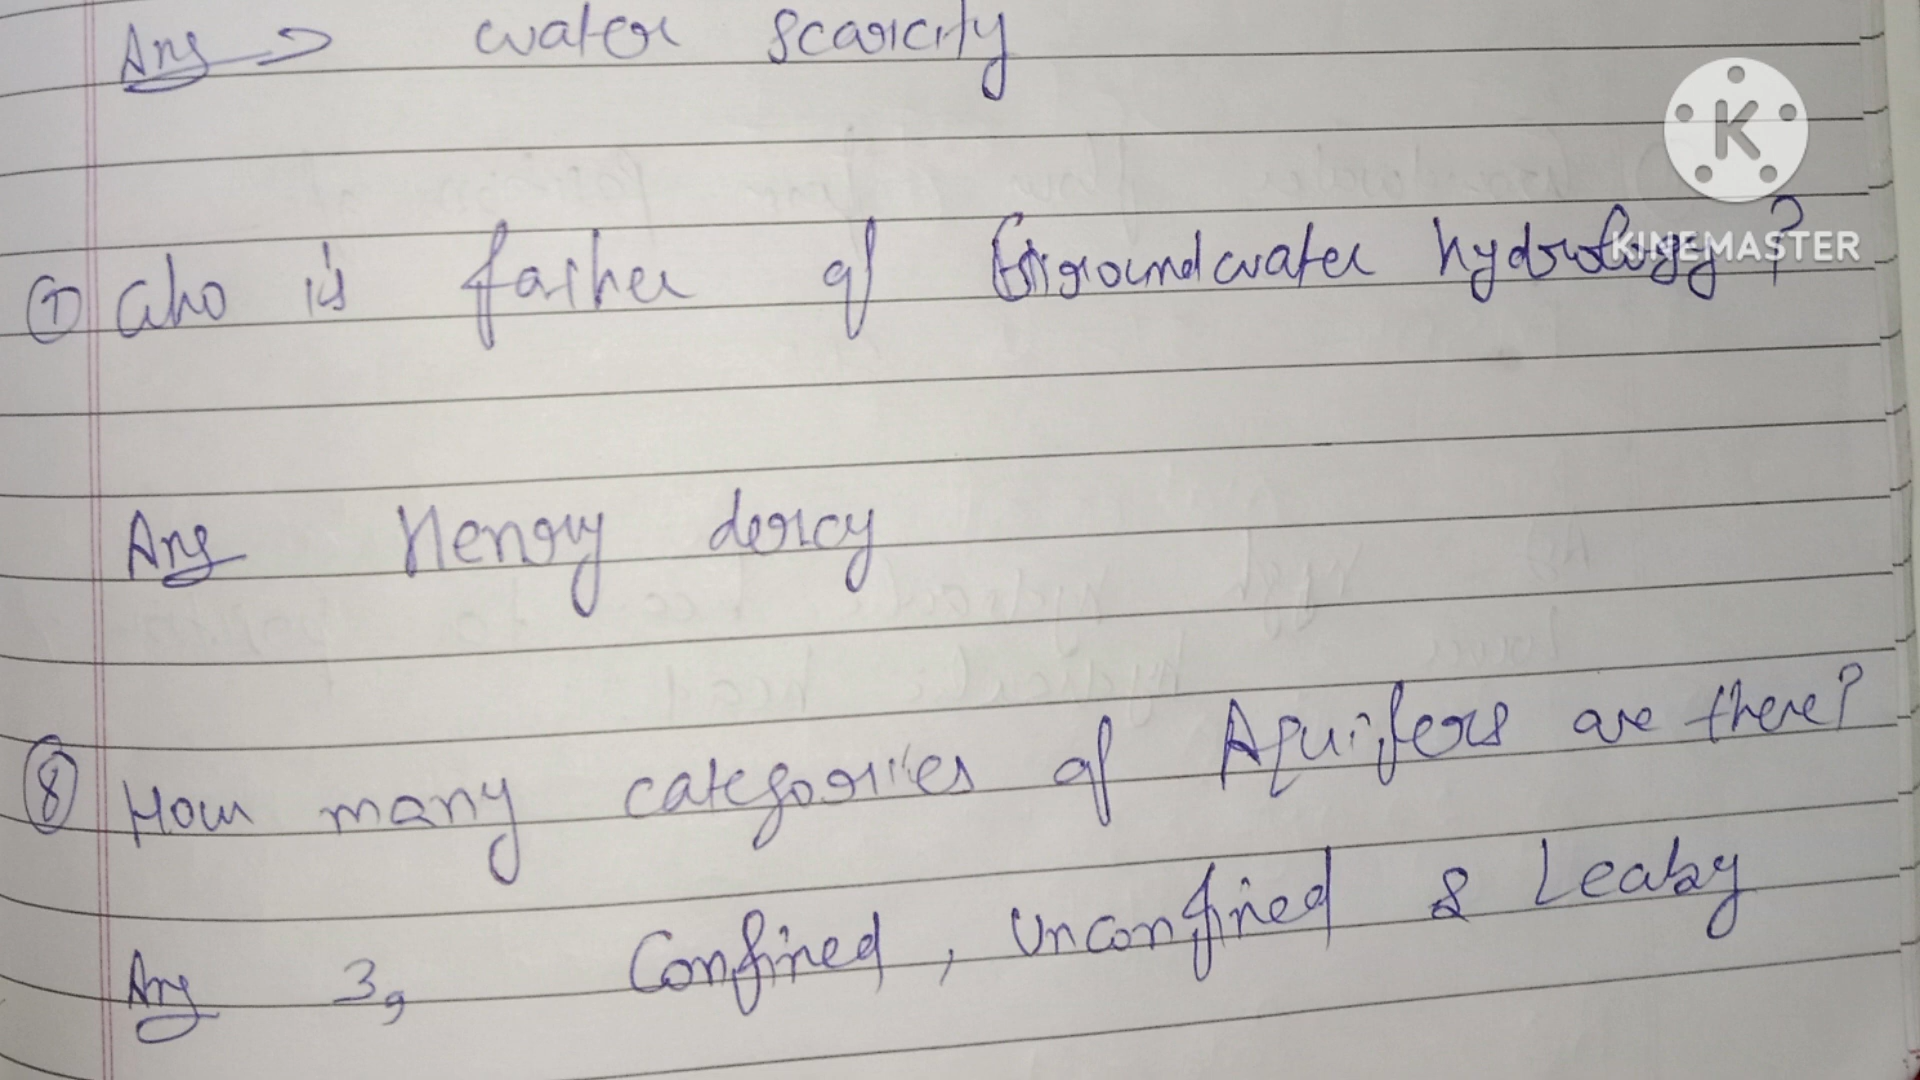 Ans → water scarcity
K
KINEMASTER
⑦ Who is father of Groundwater hydrology?
Ans Henry dercy
⑧ How many categories of Aquifers are there?
Ans 3, Confined, Unconfined & Leaky